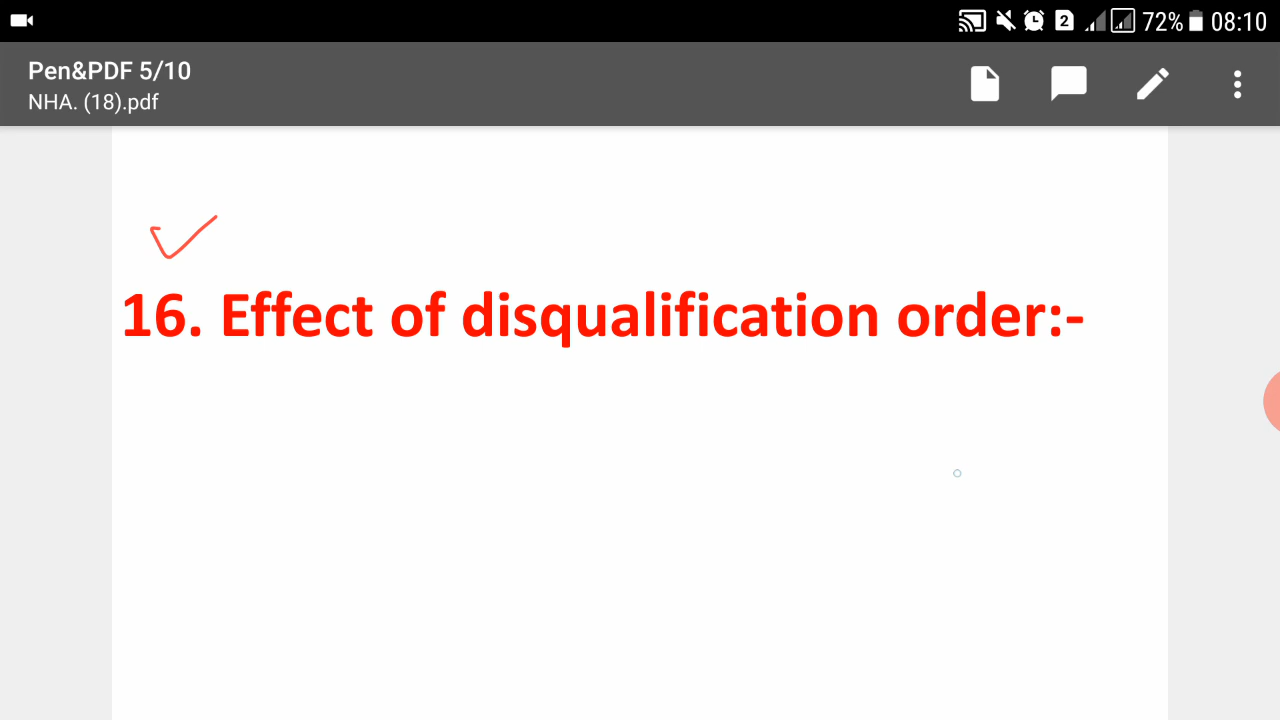 2 72% 08:10
Pen&PDF 5/10
NHA. (18).pdf
16. Effect of disqualification order:-